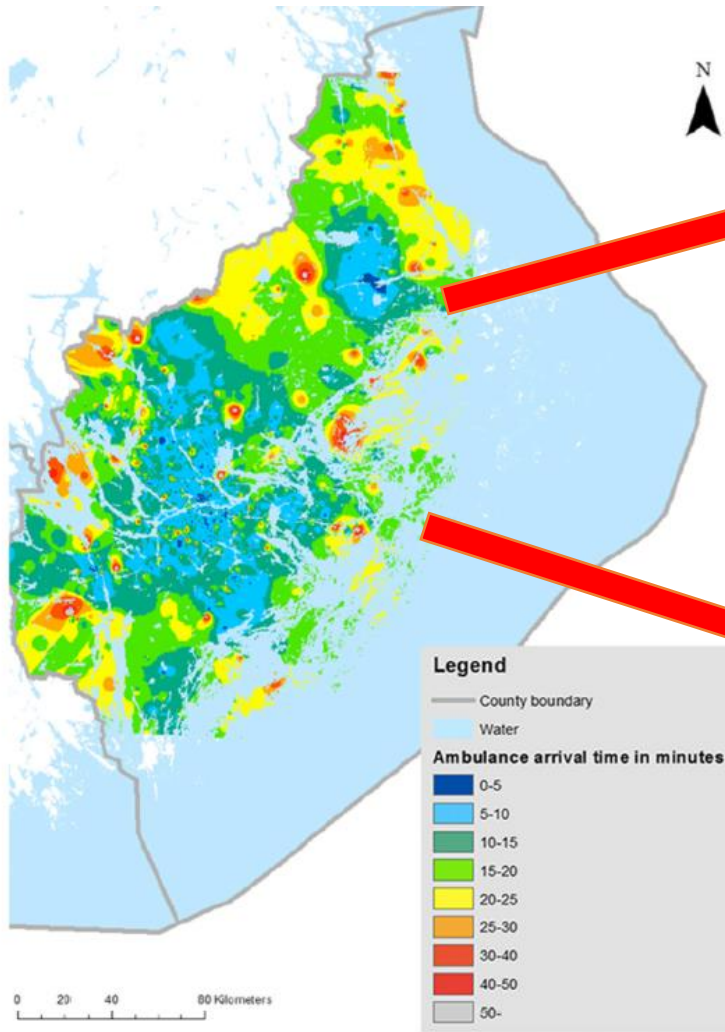 N
Legend
County boundary
Water
Ambulance arrival time in minutes
0-5
5-10
10-15
15-20
20-25
25-30
30-40
40-50
50-
0 20 40 80 Kilometers